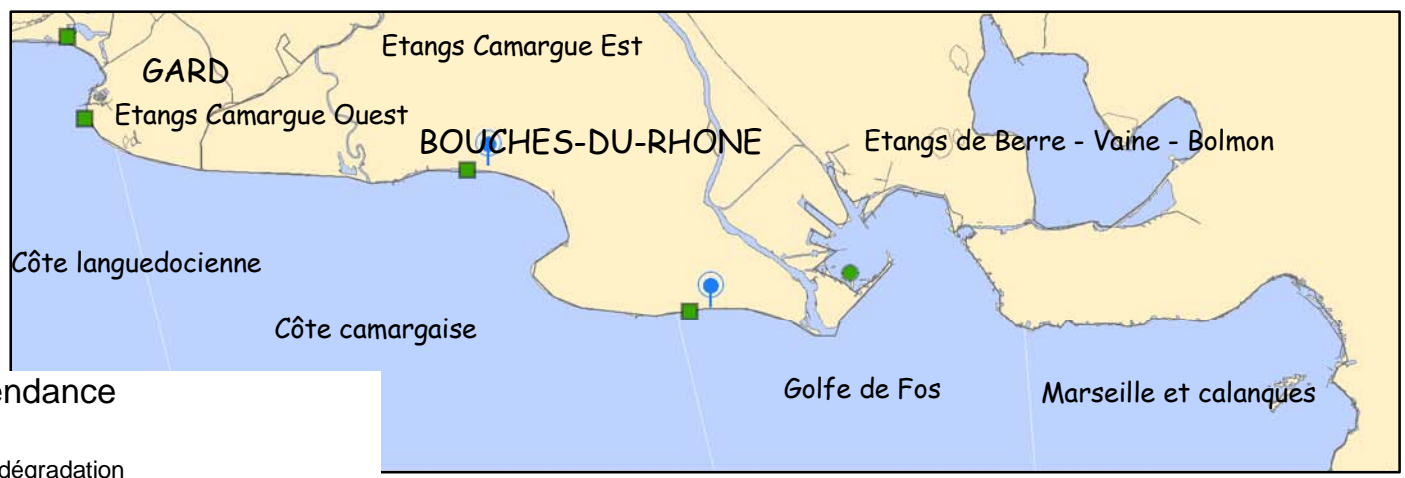 Etangs Camargue Est
GARD
Etangs Camargue Ouest
BOUCHES-DU-RHONE
Etangs de Berre - Vaine - Bolmon
Côte languedocienne
Côte camargaise
Golfe de Fos
Marseille et calanques
dégradation